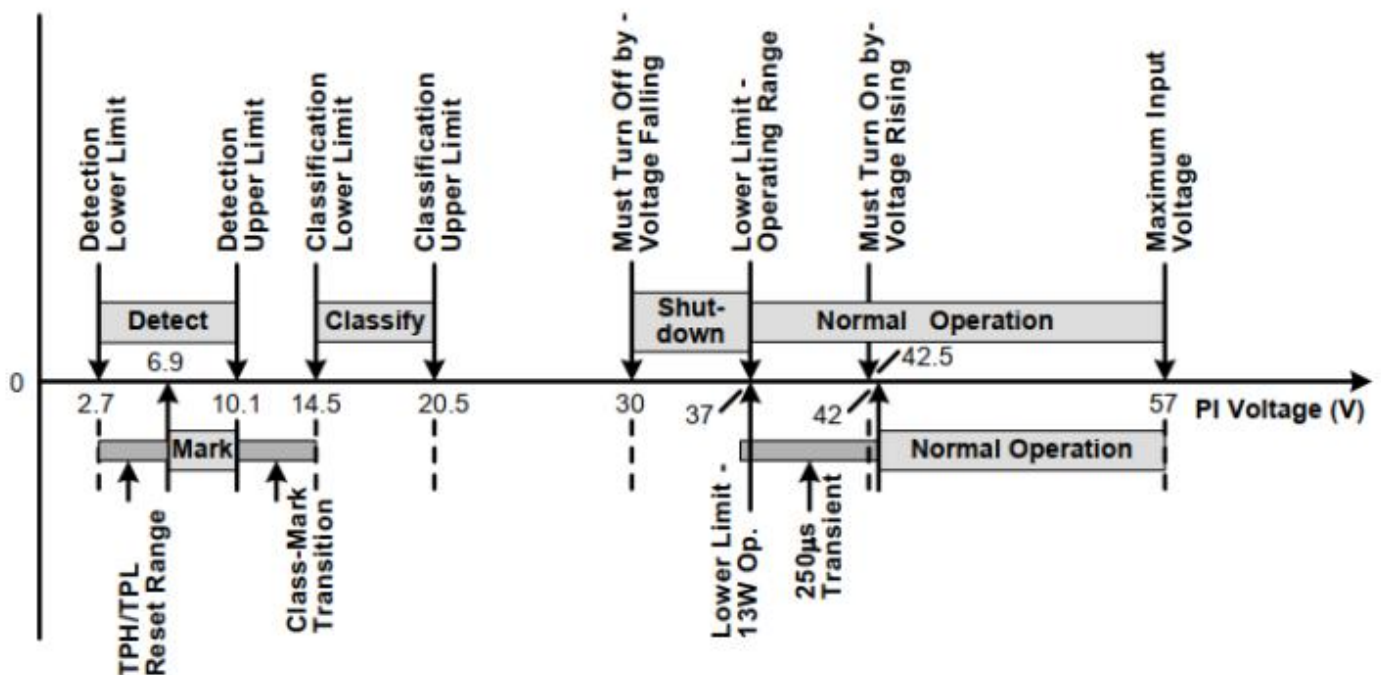 Detection
Lower Limit
Detection
Upper Limit
Classification
Lower Limit
Classification
Upper Limit
Must Turn Off by -
Voltage Falling
Lower Limit -
Operating Range
Must Turn On by-
Voltage Rising
Maximum Input
Voltage
Detect
Classify
Shut-
down
Normal Operation
6.9
42.5
0
2.7
10.1
14.5
20.5
30
37
42
57
PI Voltage (V)
Mark
Normal Operation
TPH/TPL
Reset Range
Class-Mark
Transition
Lower Limit -
13W Op.
250µs
Transient